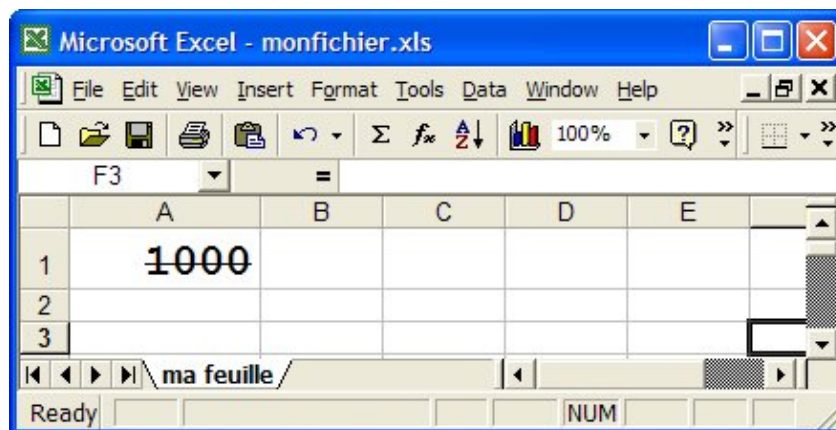 Microsoft Excel - monfichier.xls
File Edit View Insert Format Tools Data Window Help
Σ fx A Z 100% ? »
F3 =
A B C D E
1 1000
2
3
ma feuille
Ready NUM